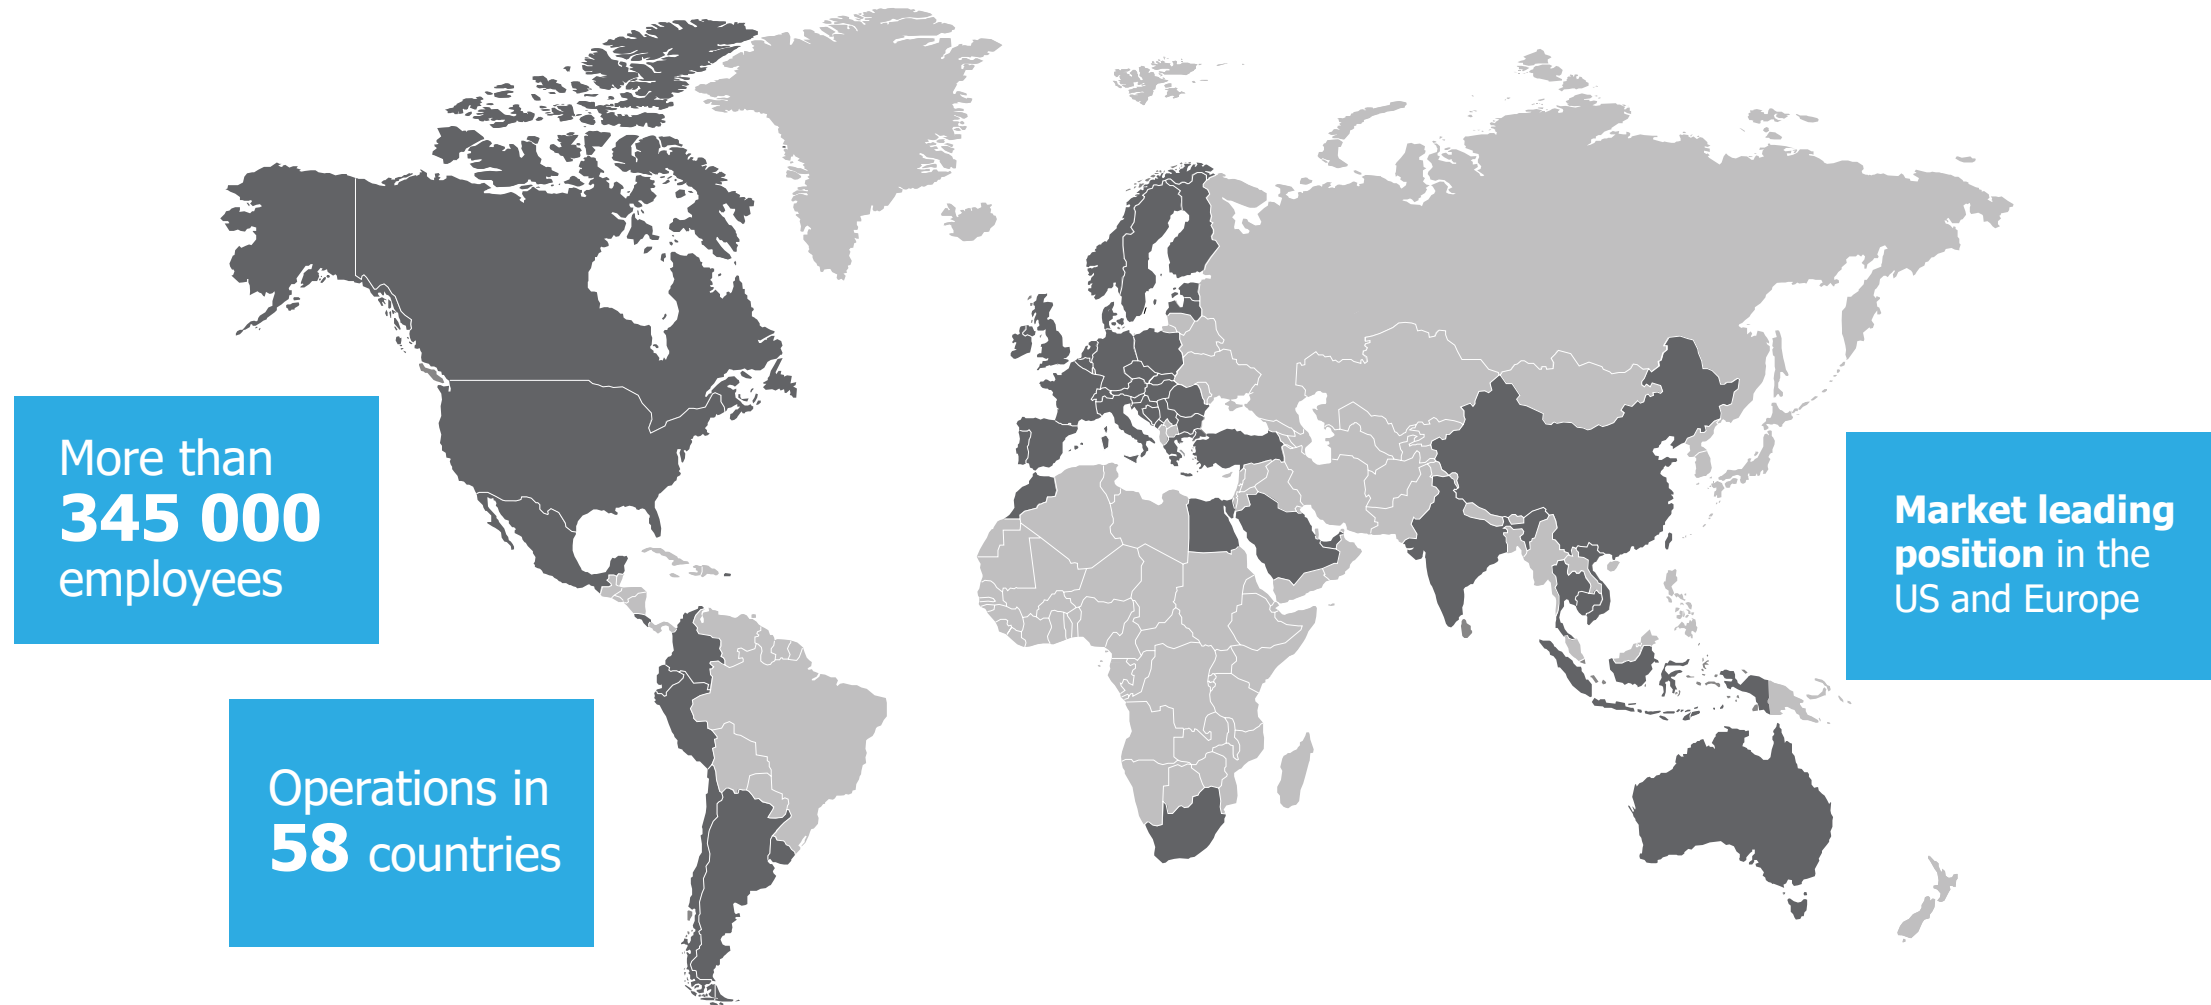 More than
345 000
employees
Operations in
58 countries
Market leading
position in the
US and Europe